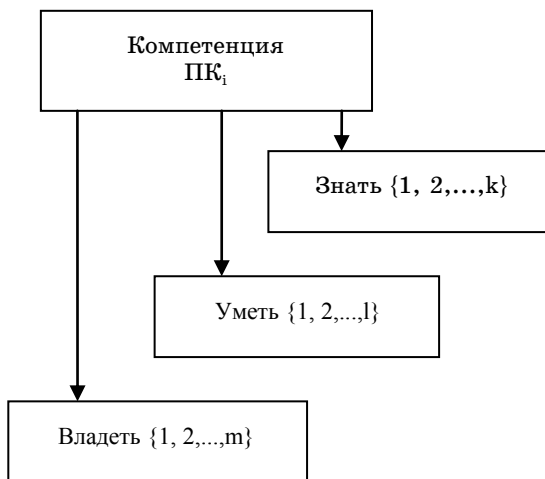 Компетенция
ПКi
Знать {1, 2,...,k}
Уметь {1, 2,...,l}
Владеть {1, 2,...,m}